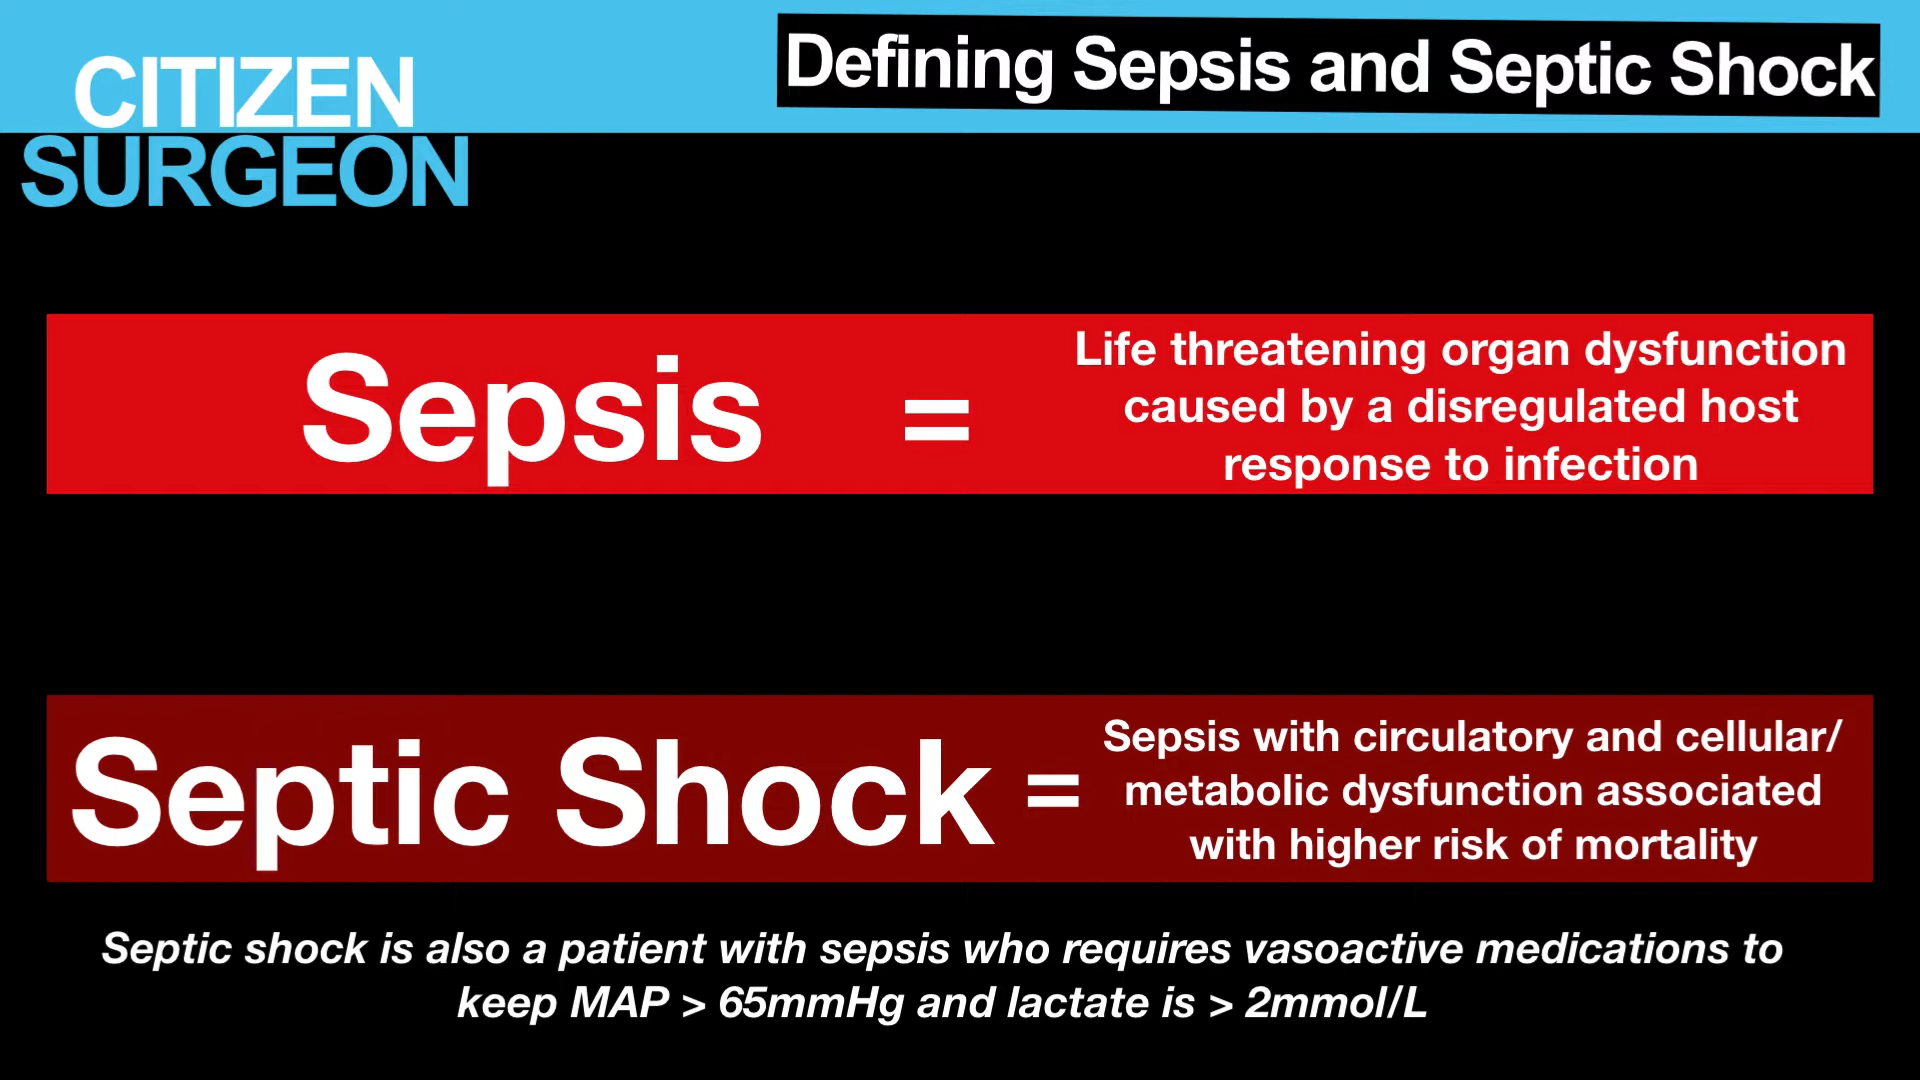 CITIZEN
SURGEON
Defining Sepsis and Septic Shock
Sepsis =
Life threatening organ dysfunction
caused by a disregulated host
response to infection
Septic Shock =
Sepsis with circulatory and cellular/
metabolic dysfunction associated
with higher risk of mortality
Septic shock is also a patient with sepsis who requires vasoactive medications to
keep MAP > 65mmHg and lactate is > 2mmol/L